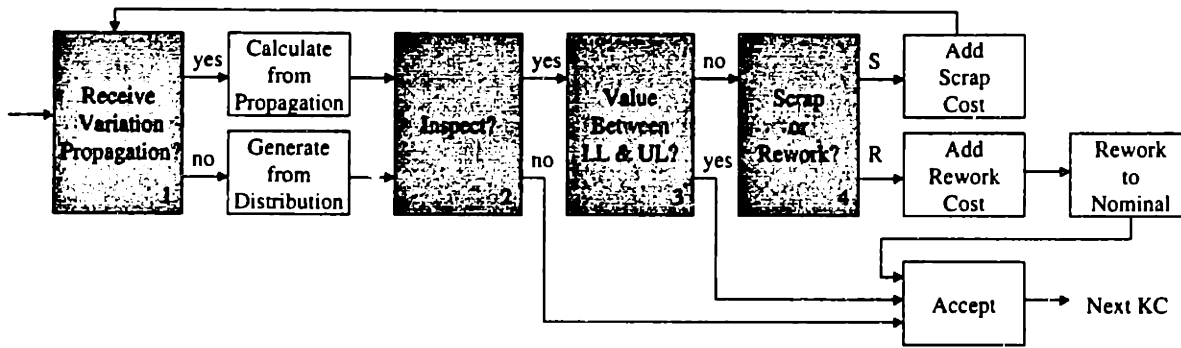 Receive
Variation
Propagation?
1
yes
no
Calculate
from
Propagation
Generate
from
Distribution
Inspect?
2
yes
no
Value
Between
LL & UL?
3
no
yes
Scrap
or
Rework?
4
S
R
Add
Scrap
Cost
Add
Rework
Cost
Rework
to
Nominal
Accept
Next KC